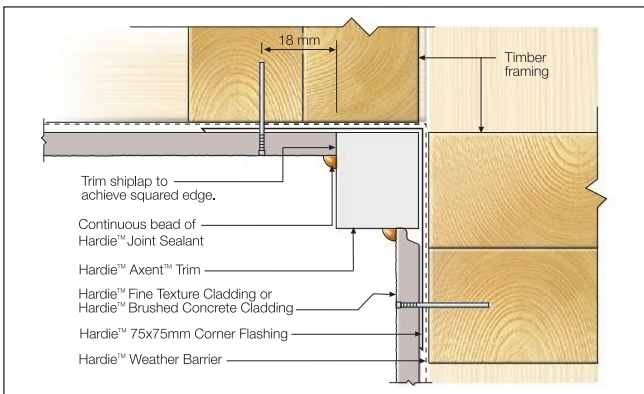 18 mm
Timber
framing
Trim shiplap to
achieve squared edge.
Continuous bead of
Hardie™ Joint Sealant
Hardie™ Axent™ Trim
Hardie™ Fine Texture Cladding or
Hardie™ Brushed Concrete Cladding
Hardie™ 75x75mm Corner Flashing
Hardie™ Weather Barrier